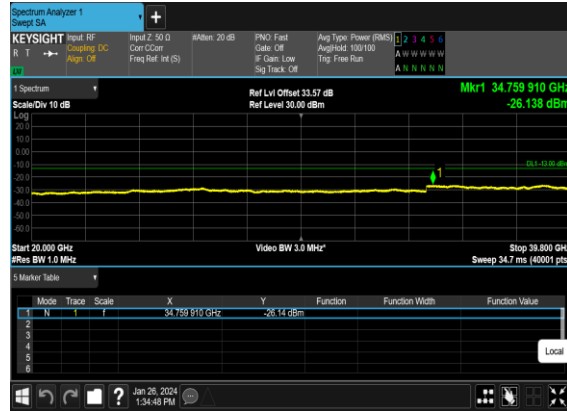 Spectrum Analyzer 1
Swept SA
+
KEYSIGHT Input: RF Input Z: 50 Ω #Atten: 20 dB PNO: Fast Avg Type: Power (RMS) 1 2 3 4 5 6
R T Coupling: DC Corr CCorr Gate: Off Avg|Hold: 100/100 A W W W W W
Align: Off Freq Ref: Int (S) IF Gain: Low Trig: Free Run
LXI Sig Track: Off A N N N N N
1 Spectrum Ref Lvl Offset 33.57 dB Mkr1 34.759 910 GHz
Scale/Div 10 dB Ref Level 30.00 dBm -26.138 dBm
Log
20.0
10.0
0.00
-10.0 DL1 -13.00 dBm
-20.0 1
-30.0
-40.0
-50.0
-60.0
Start 20.000 GHz Video BW 3.0 MHz* Stop 39.800 GHz
#Res BW 1.0 MHz Sweep 34.7 ms (40001 pts)
5 Marker Table
Mode Trace Scale X Y Function Function Width Function Value
1 N 1 f 34.759 910 GHz -26.14 dBm
2
3
4
5
6
Local
? Jan 26, 2024
1:34:48 PM